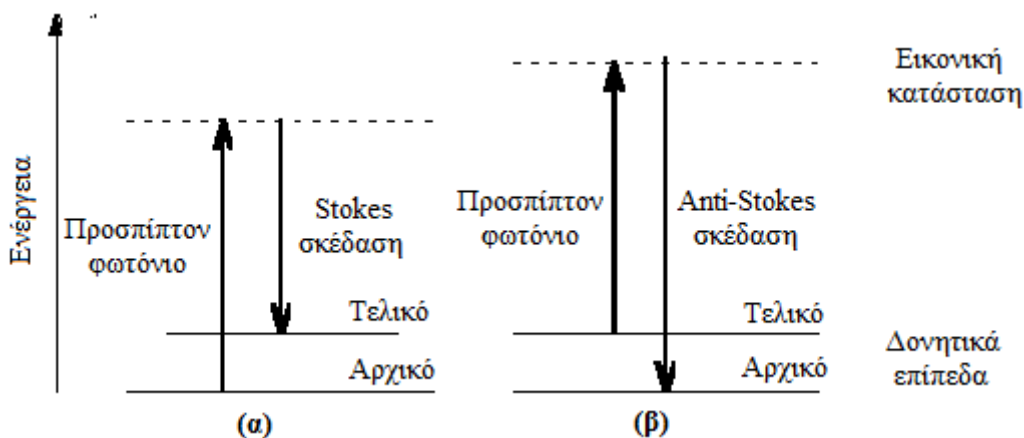 Ενέργεια
Προσπίπτον
φωτόνιο
Stokes
σκέδαση
Τελικό
Αρχικό
(α)
Προσπίπτον
φωτόνιο
Anti-Stokes
σκέδαση
Τελικό
Αρχικό
(β)
Εικονική
κατάσταση
Δονητικά
επίπεδα